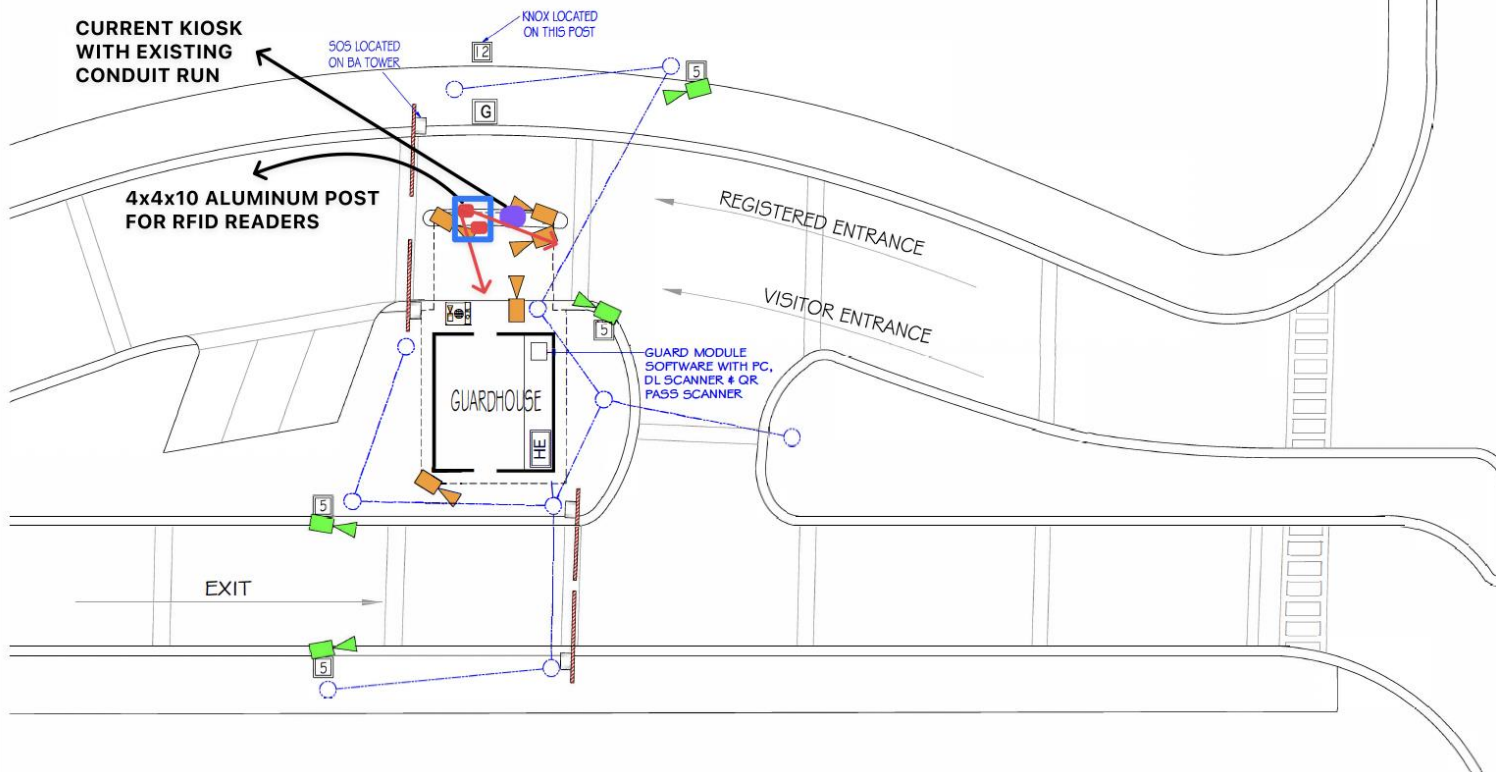 CURRENT KIOSK
WITH EXISTING
CONDUIT RUN
KNOX LOCATED
ON THIS POST
SOS LOCATED
ON BA TOWER
12
5
G
4x4x10 ALUMINUM POST
FOR RFID READERS
REGISTERED ENTRANCE
VISITOR ENTRANCE
5
GUARD MODULE
SOFTWARE WITH PC,
DL SCANNER & QR
PASS SCANNER
GUARDHOUSE
HE
5
EXIT
5